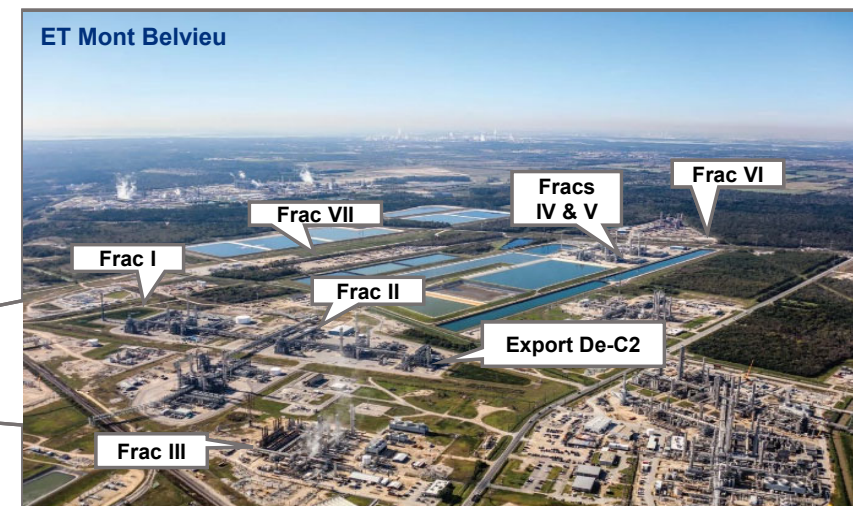 ET Mont Belvieu
Frac VI
Fracs
IV & V
Frac VII
Frac I
Frac II
Export De-C2
Frac III